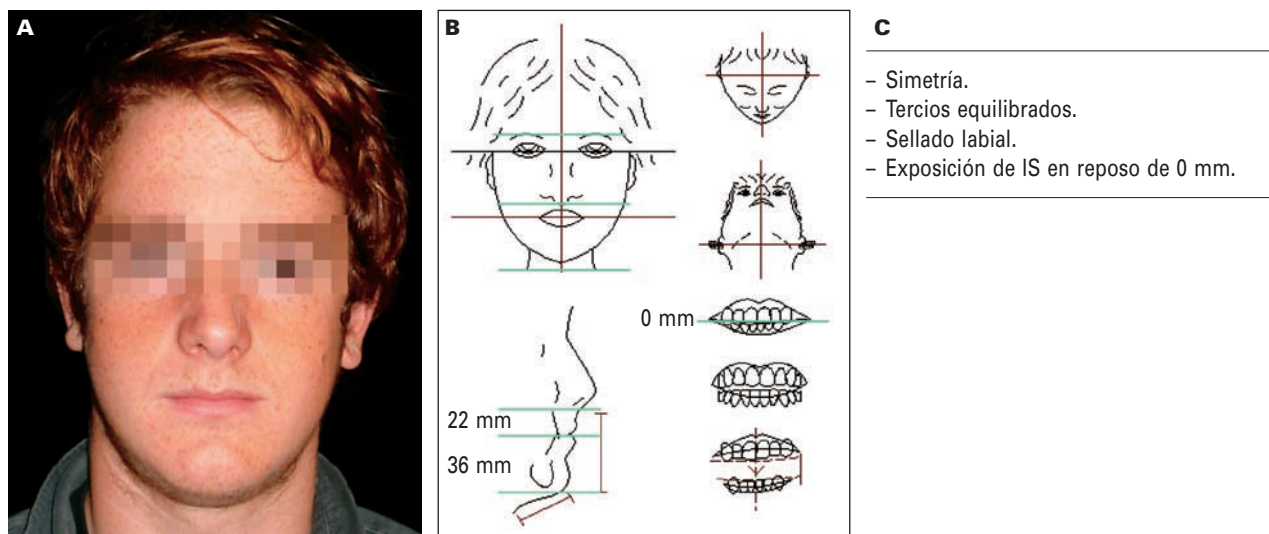 A
B
0 mm
22 mm
36 mm
C
– Simetría.
– Tercios equilibrados.
– Sellado labial.
– Exposición de IS en reposo de 0 mm.